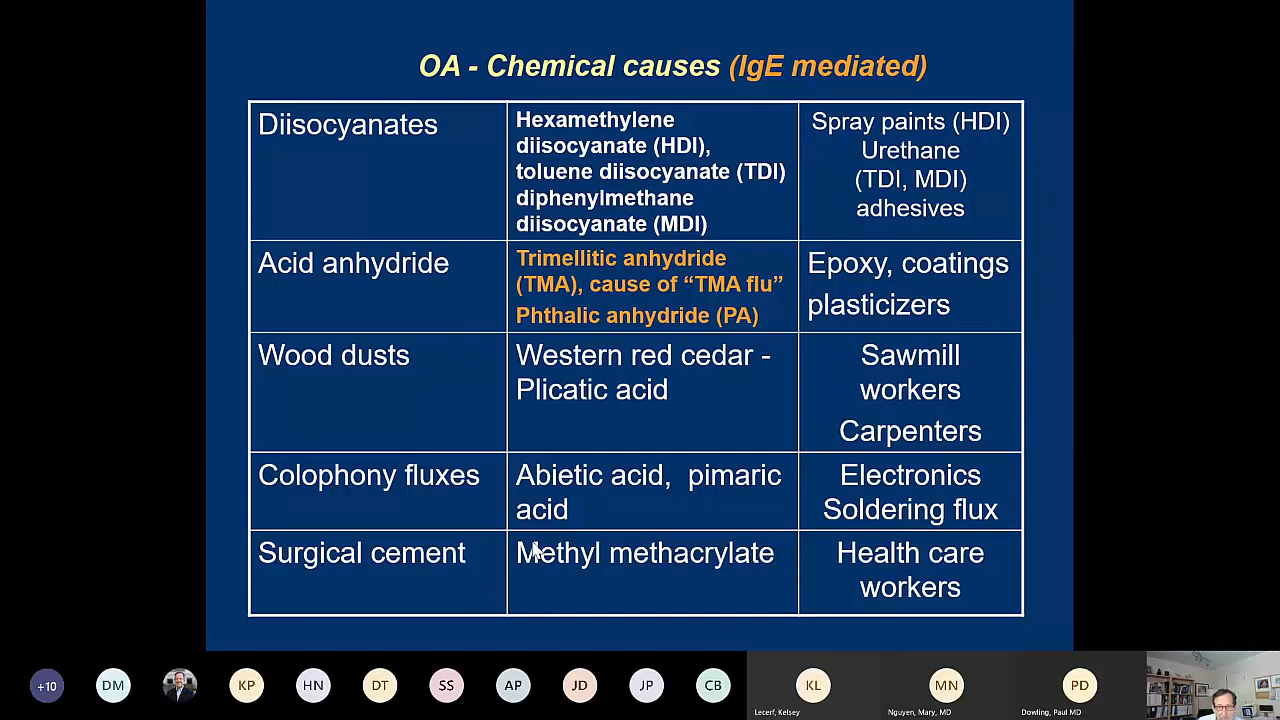 OA - Chemical causes (IgE mediated)
Diisocyanates
Hexamethylene
diisocyanate (HDI),
toluene diisocyanate (TDI)
diphenylmethane
diisocyanate (MDI)
Spray paints (HDI)
Urethane
(TDI, MDI)
adhesives
Acid anhydride
Trimellitic anhydride
(TMA), cause of “TMA flu”
Phthalic anhydride (PA)
Epoxy, coatings
plasticizers
Wood dusts
Western red cedar -
Plicatic acid
Sawmill
workers
Carpenters
Colophony fluxes
Abietic acid, pimaric
acid
Electronics
Soldering flux
Surgical cement
Methyl methacrylate
Health care
workers
+10
DM
KP
HN
DT
SS
AP
JD
JP
CB
KL
MN
PD
Lecerf, Kelsey
Nguyen, Mary, MD
Dowling, Paul MD